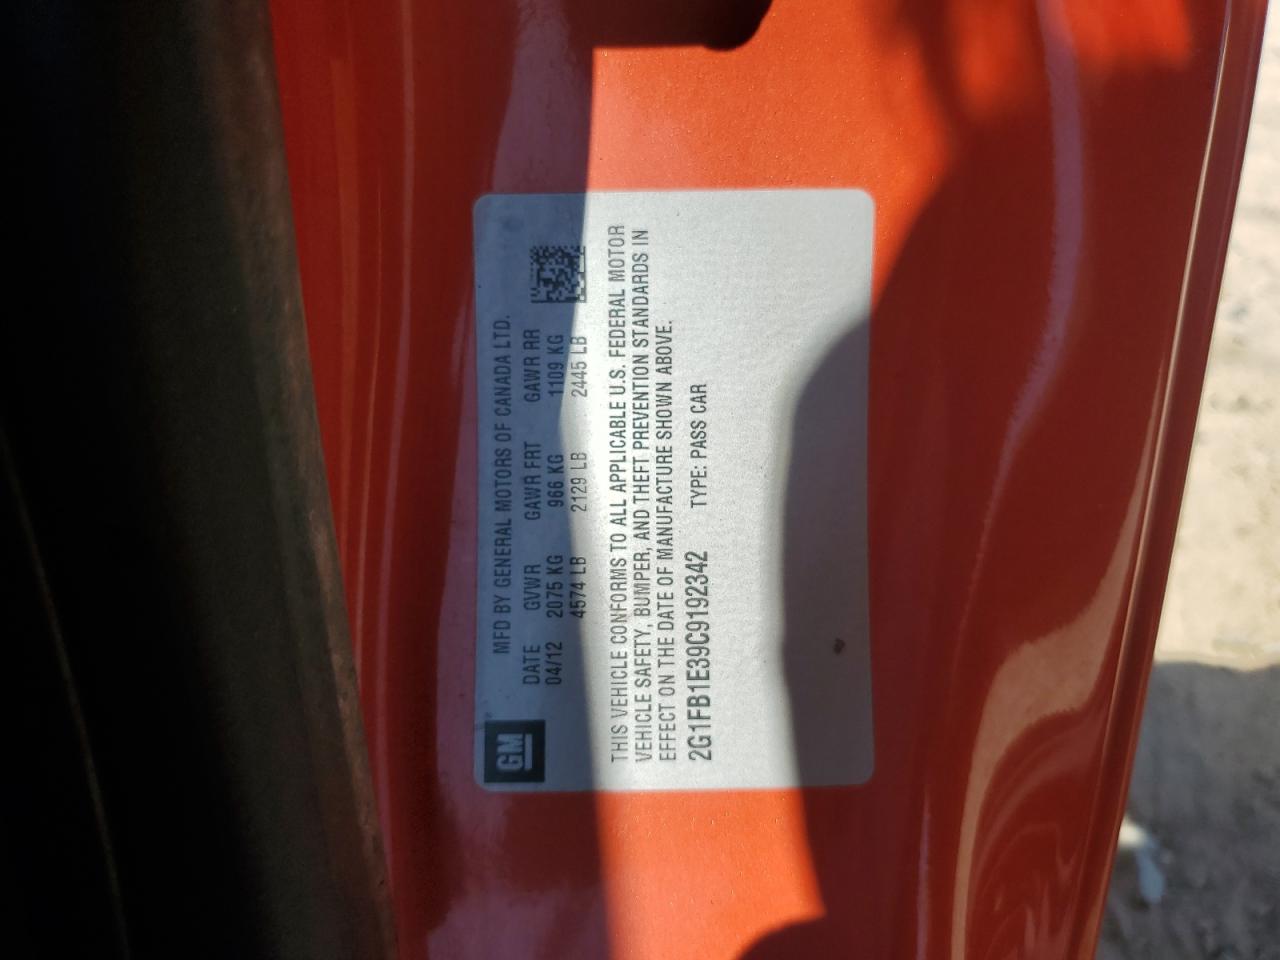 GM
MFD BY GENERAL MOTORS OF CANADA LTD.
DATE GVWR GAWR FRT GAWR RR
04/12 2075 KG 966 KG 1109 KG
4574 LB 2129 LB 2445 LB
THIS VEHICLE CONFORMS TO ALL APPLICABLE U.S. FEDERAL MOTOR
VEHICLE SAFETY, BUMPER, AND THEFT PREVENTION STANDARDS IN
EFFECT ON THE DATE OF MANUFACTURE SHOWN ABOVE.
2G1FB1E39C9192342 TYPE: PASS CAR